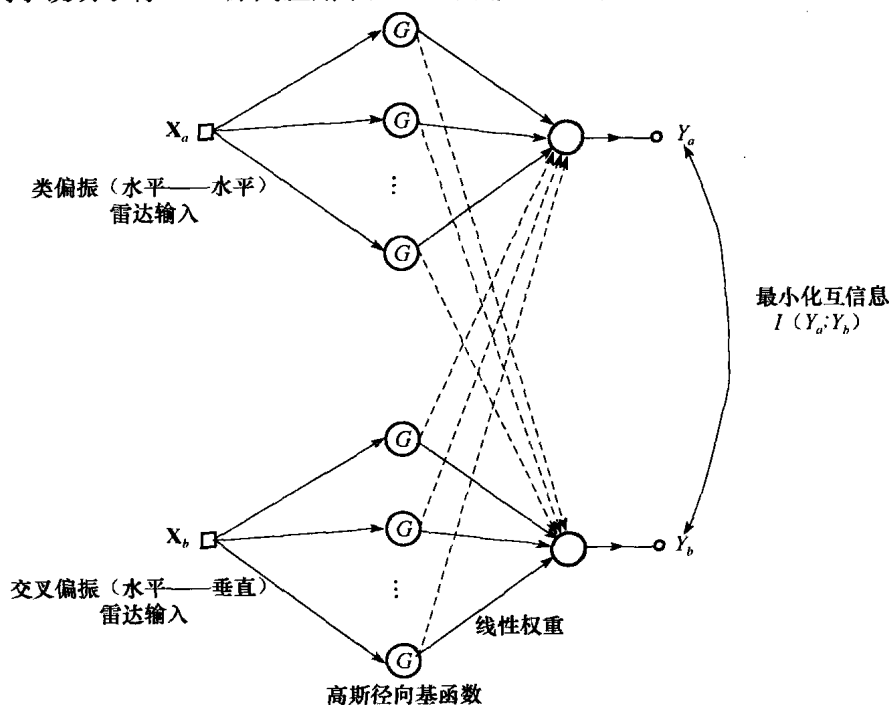 G
X_a
G
Y_a
类偏振（水平——水平）
雷达输入
⋮
G
最小化互信息
I（Y_a;Y_b）
G
X_b
G
Y_b
交叉偏振（水平——垂直）
雷达输入
⋮
线性权重
G
高斯径向基函数